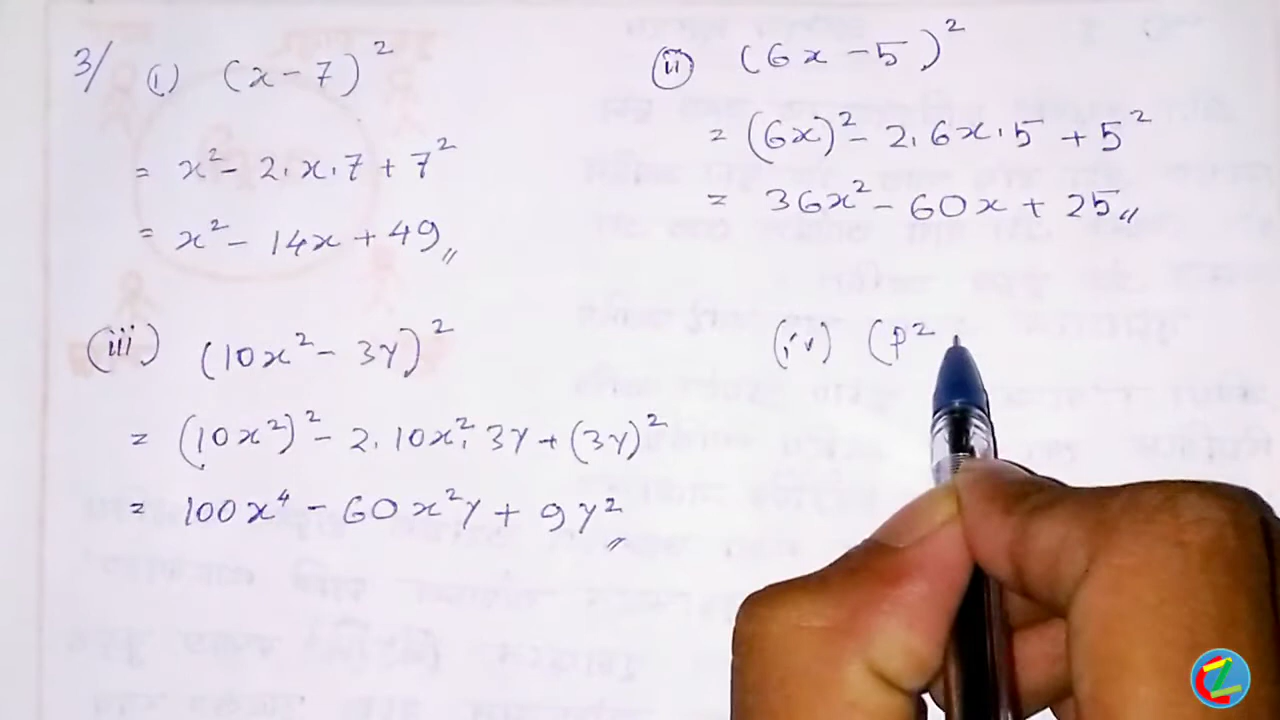 3/ (i) (x - 7)²
= x² - 2.x.7 + 7²
= x² - 14x + 49,,
(ii) (6x - 5)²
= (6x)² - 2.6x.5 + 5²
= 36x² - 60x + 25,,
(iii) (10x² - 3y)²
= (10x²)² - 2.10x².3y + (3y)²
= 100x⁴ - 60x²y + 9y²,,
(iv) (p²